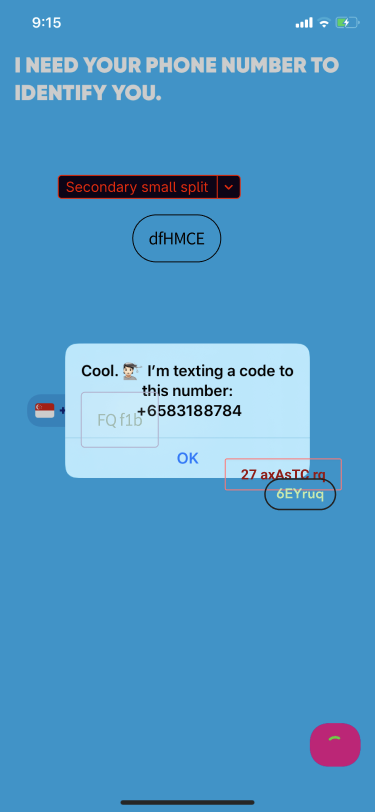 9:15
I NEED YOUR PHONE NUMBER TO
IDENTIFY YOU.
Secondary small split
dfHMCE
Cool. I’m texting a code to
this number:
+6583188784
FQ f1b
OK
27 axAsTC rq
6EYruq